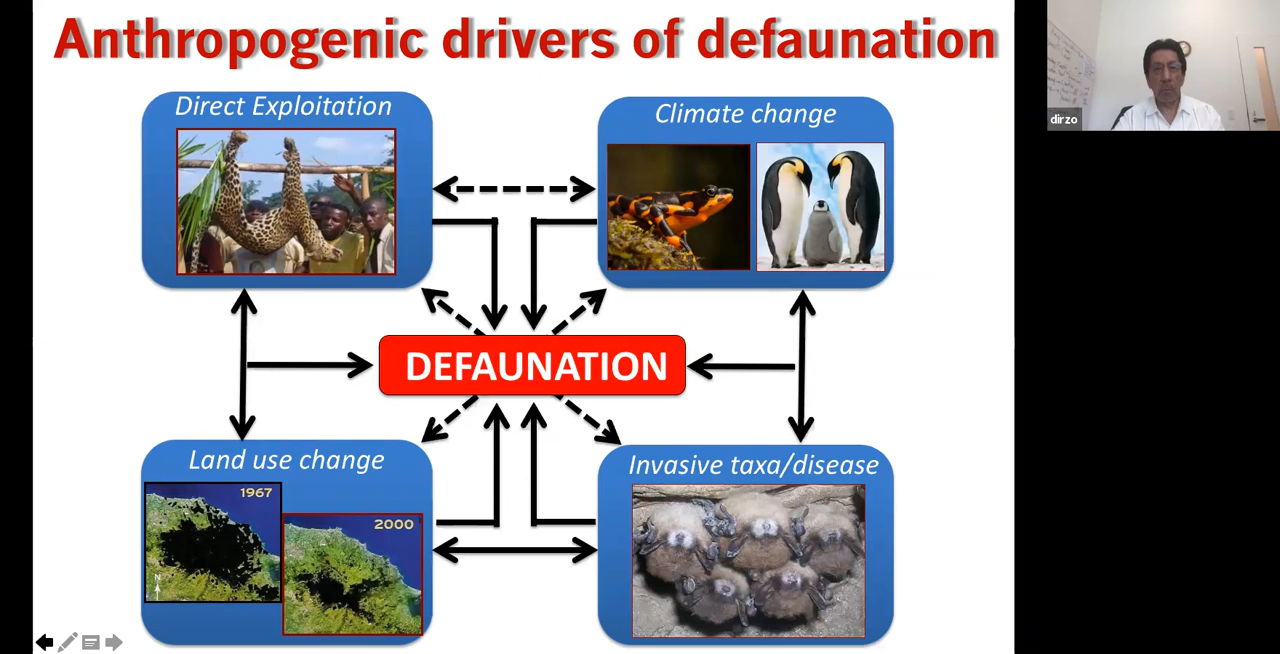 Anthropogenic drivers of defaunation
Direct Exploitation
Climate change
dirzo
DEFAUNATION
Land use change
1967
2000
N
Invasive taxa/disease